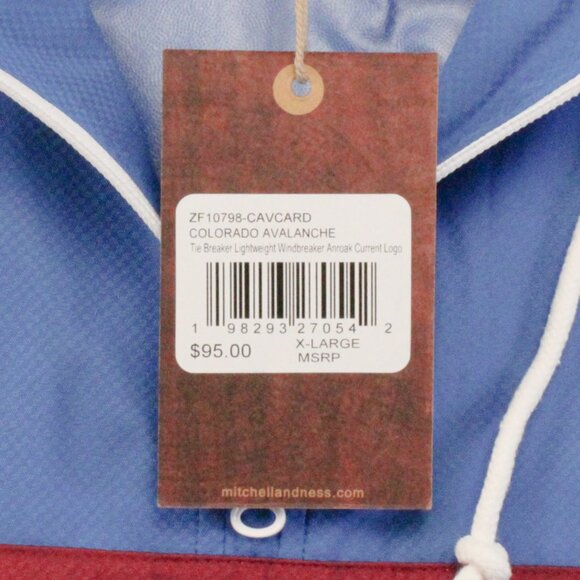 ZF10798-CAVCARD
COLORADO AVALANCHE
Tie Breaker Lightweight Windbreaker Anroak Current Logo
1 98293 27054 2
$95.00
X-LARGE
MSRP
mitchellandness.com